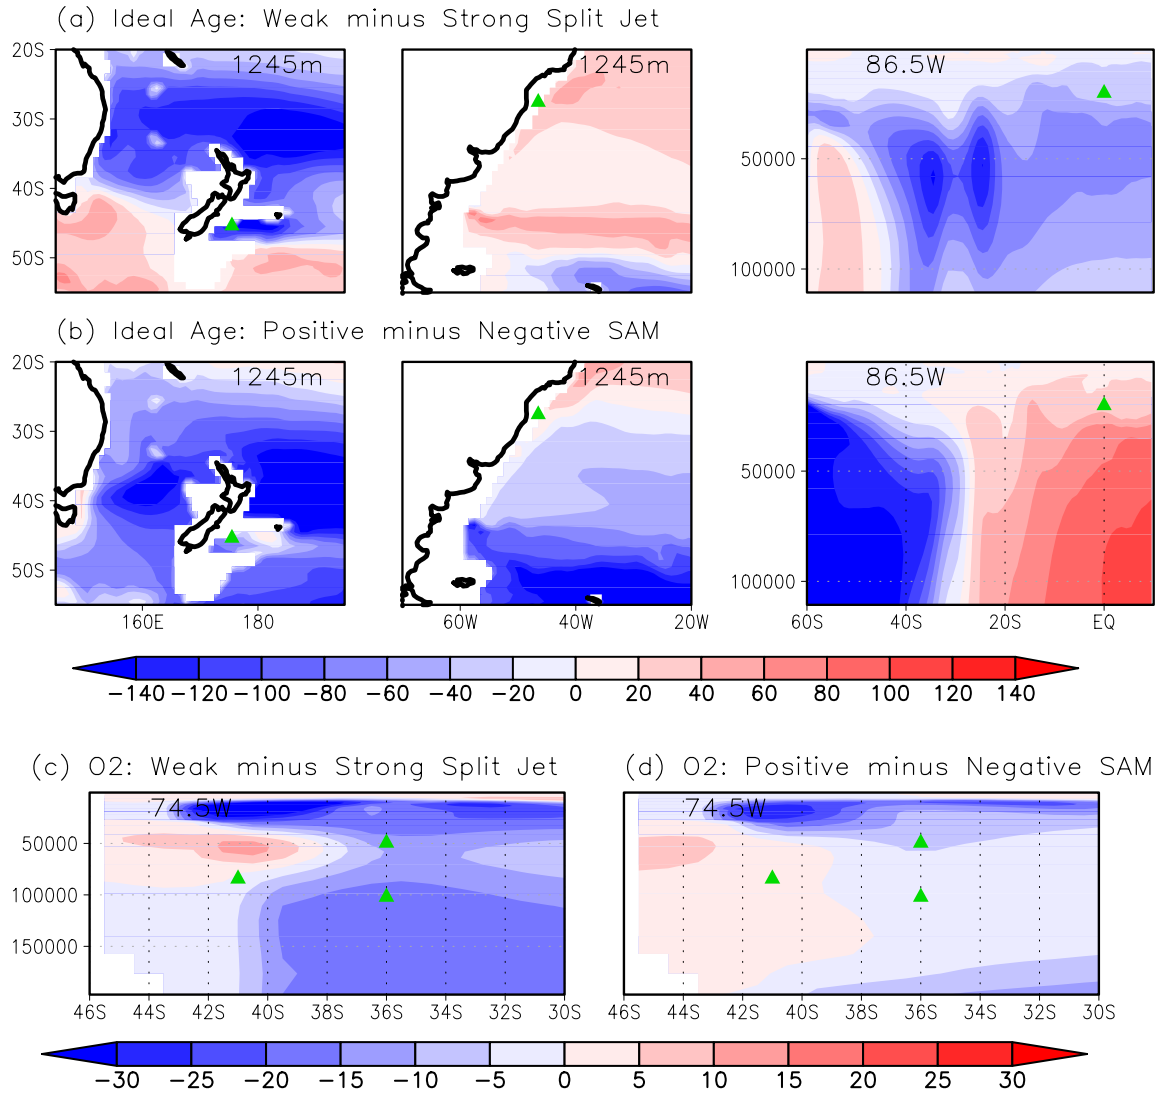 (a) Ideal Age: Weak minus Strong Split Jet
1245m 1245m 86.5W
20S
30S
40S
50S
50000
100000
(b) Ideal Age: Positive minus Negative SAM
1245m 1245m 86.5W
20S
30S
40S
50S
50000
100000
160E 180 60W 40W 20W 60S 40S 20S EQ
−140 −120 −100 −80 −60 −40 −20 0 20 40 60 80 100 120 140
(c) O2: Weak minus Strong Split Jet (d) O2: Positive minus Negative SAM
74.5W 74.5W
50000
100000
150000
46S 44S 42S 40S 38S 36S 34S 32S 30S 46S 44S 42S 40S 38S 36S 34S 32S 30S
−30 −25 −20 −15 −10 −5 0 5 10 15 20 25 30